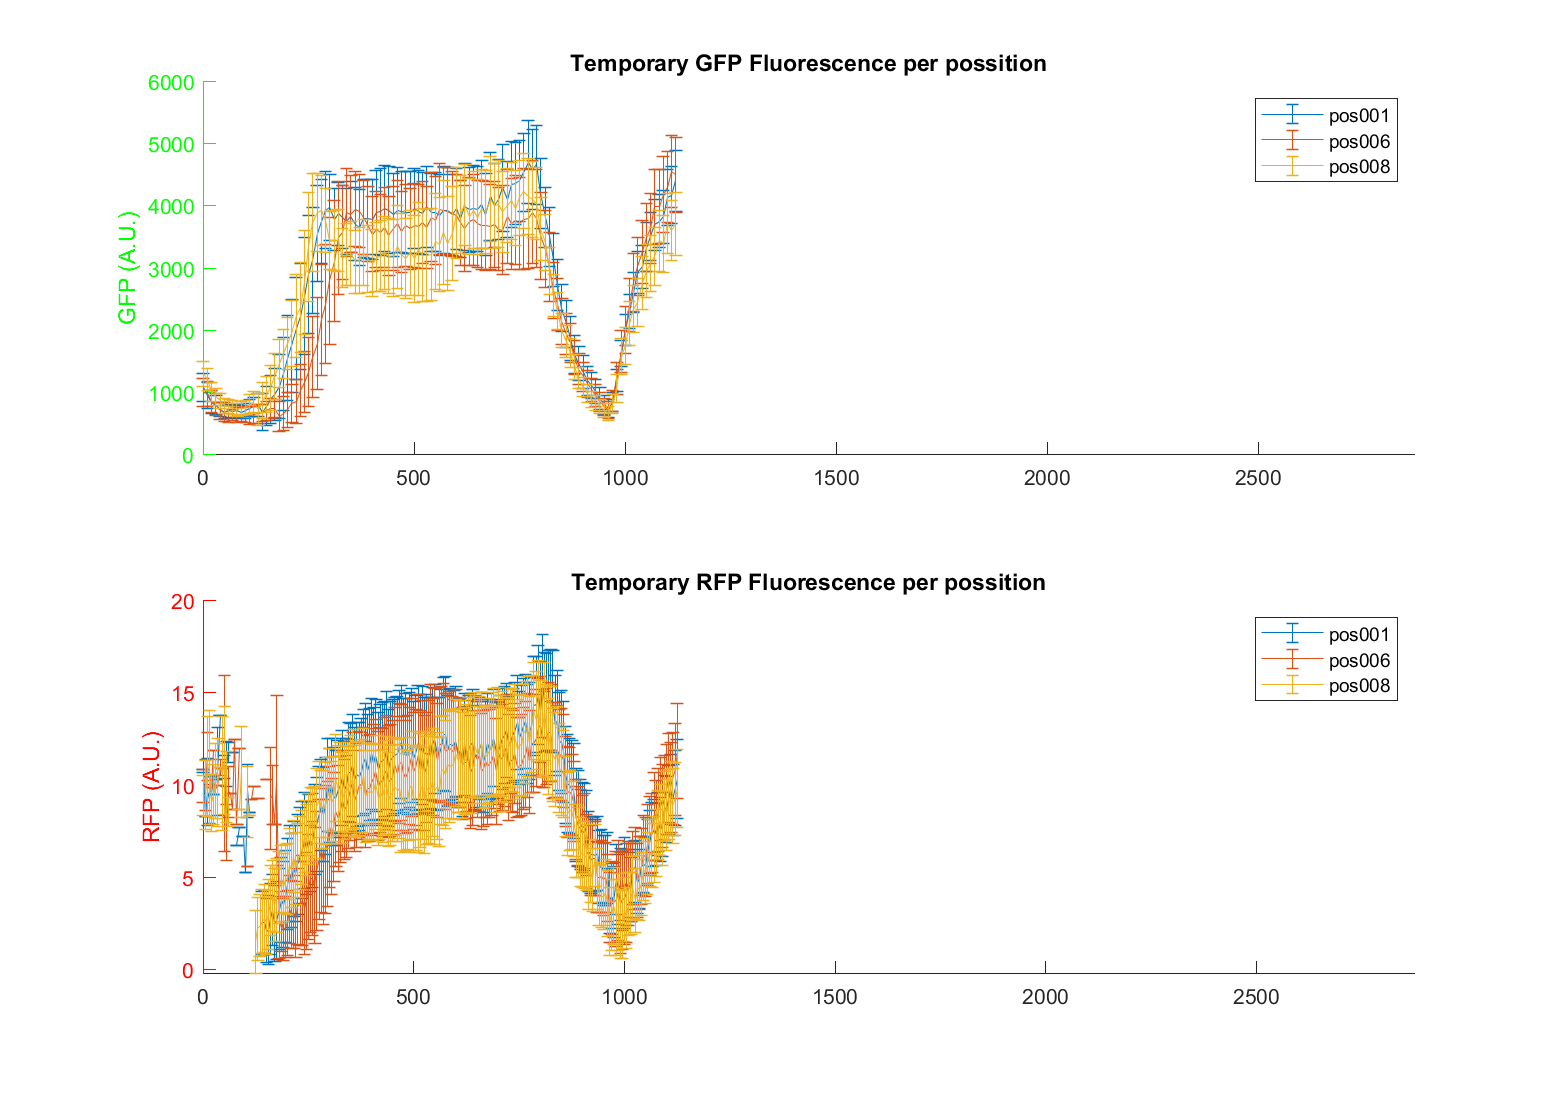 Temporary GFP Fluorescence per possition
GFP (A.U.)
6000
5000
4000
3000
2000
1000
0
0 500 1000 1500 2000 2500
pos001
pos006
pos008
Temporary RFP Fluorescence per possition
RFP (A.U.)
20
15
10
5
0
0 500 1000 1500 2000 2500
pos001
pos006
pos008